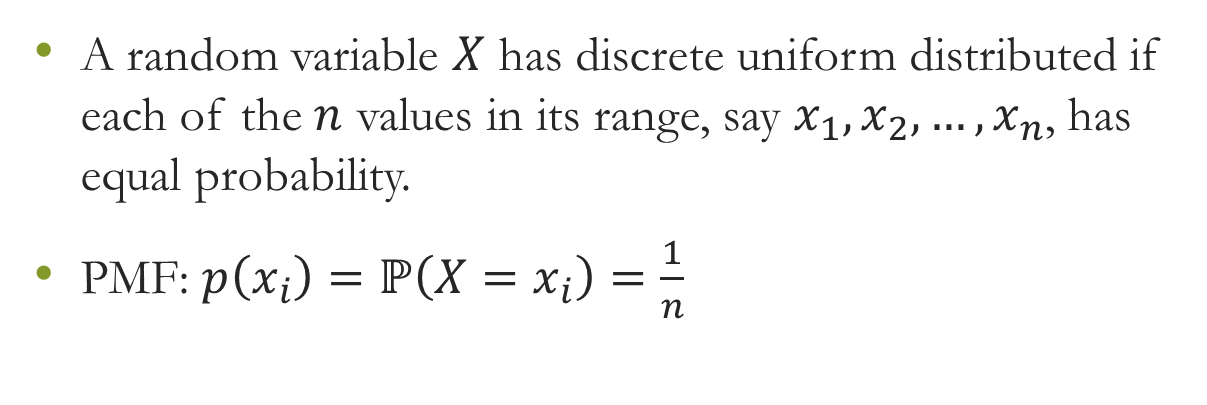 • A random variable 𝑋 has discrete uniform distributed if
each of the 𝑛 values in its range, say 𝑥₁, 𝑥₂, … , 𝑥ₙ, has
equal probability.
• PMF: 𝑝(𝑥ᵢ) = ℙ(𝑋 = 𝑥ᵢ) = 1/𝑛